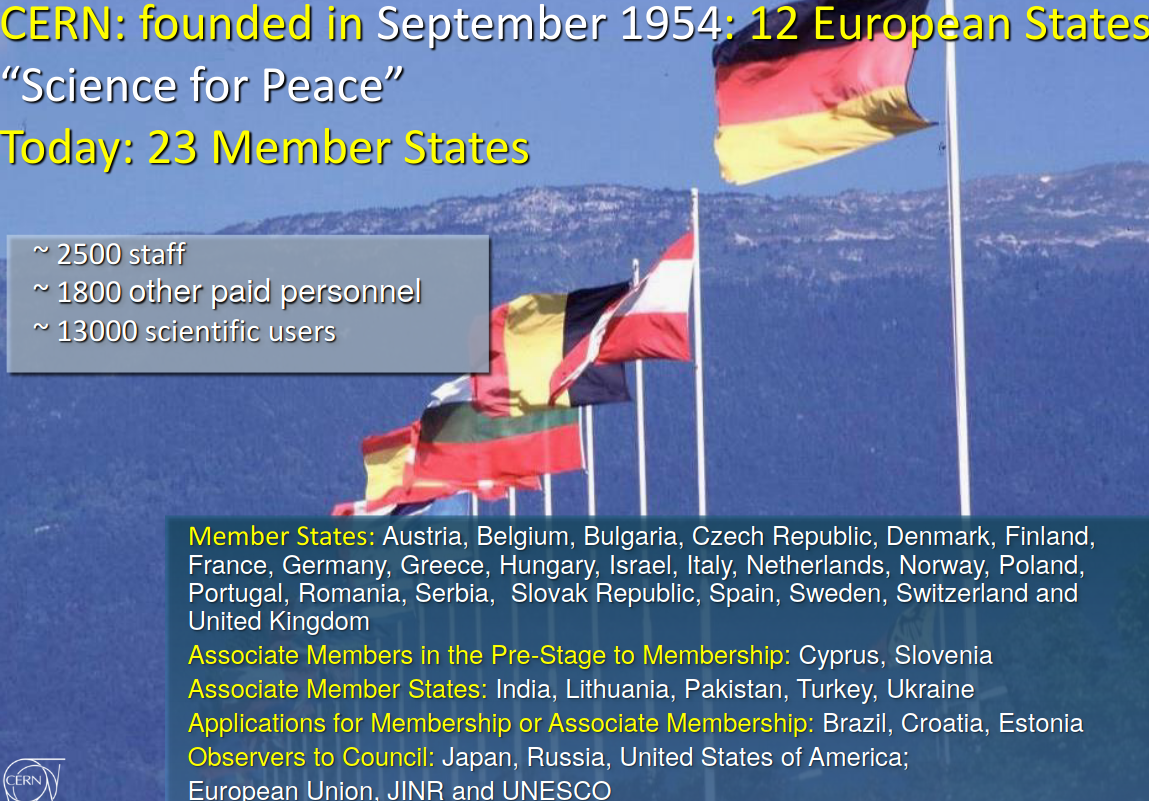 CERN: founded in September 1954: 12 European States
“Science for Peace”
Today: 23 Member States
~ 2500 staff
~ 1800 other paid personnel
~ 13000 scientific users
Member States: Austria, Belgium, Bulgaria, Czech Republic, Denmark, Finland,
France, Germany, Greece, Hungary, Israel, Italy, Netherlands, Norway, Poland,
Portugal, Romania, Serbia, Slovak Republic, Spain, Sweden, Switzerland and
United Kingdom
Associate Members in the Pre-Stage to Membership: Cyprus, Slovenia
Associate Member States: India, Lithuania, Pakistan, Turkey, Ukraine
Applications for Membership or Associate Membership: Brazil, Croatia, Estonia
Observers to Council: Japan, Russia, United States of America;
European Union, JINR and UNESCO
CERN